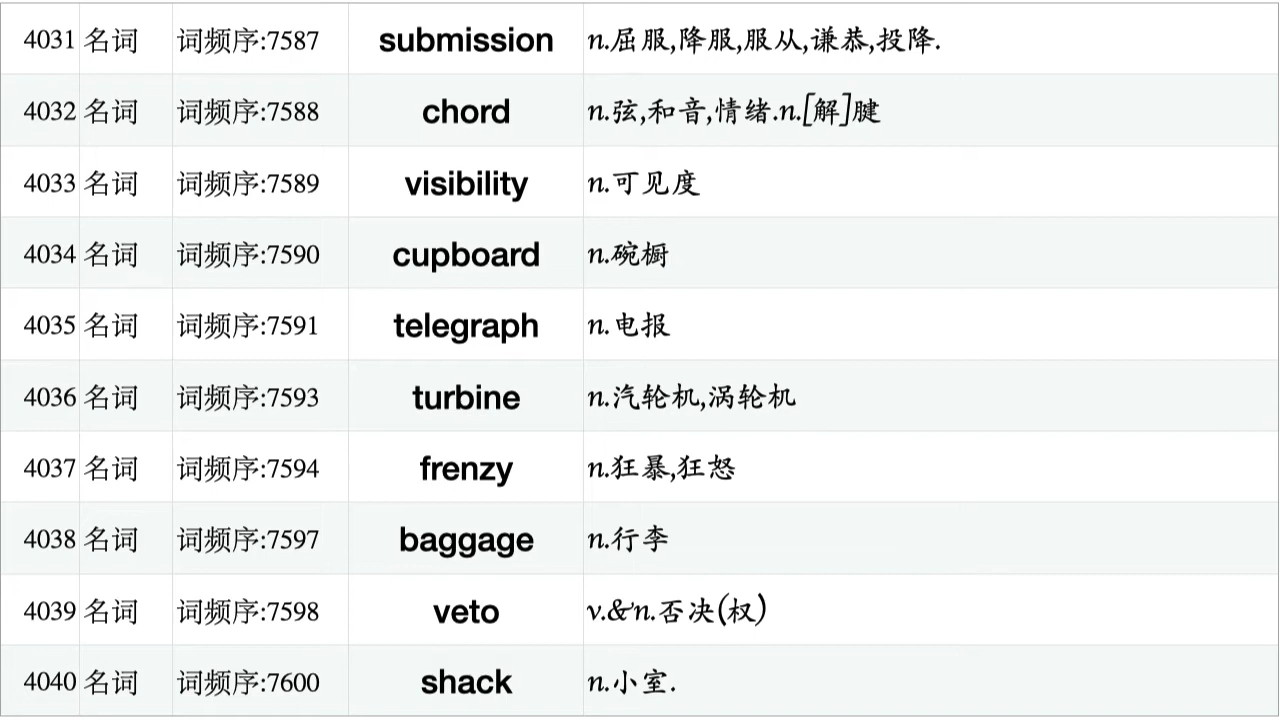 4031 名词 词频序:7587 submission n.屈服,降服,服从,谦恭,投降.
4032 名词 词频序:7588 chord n.弦,和音,情绪.n.[解]腱
4033 名词 词频序:7589 visibility n.可见度
4034 名词 词频序:7590 cupboard n.碗橱
4035 名词 词频序:7591 telegraph n.电报
4036 名词 词频序:7593 turbine n.汽轮机,涡轮机
4037 名词 词频序:7594 frenzy n.狂暴,狂怒
4038 名词 词频序:7597 baggage n.行李
4039 名词 词频序:7598 veto v.&n.否决(权)
4040 名词 词频序:7600 shack n.小室.